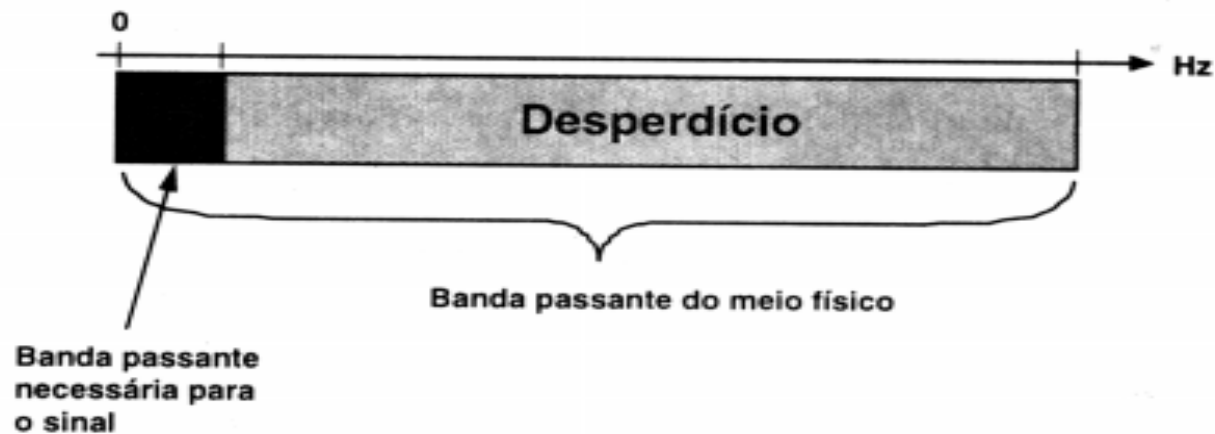 0
Hz
Desperdício
Banda passante do meio físico
Banda passante
necessária para
o sinal